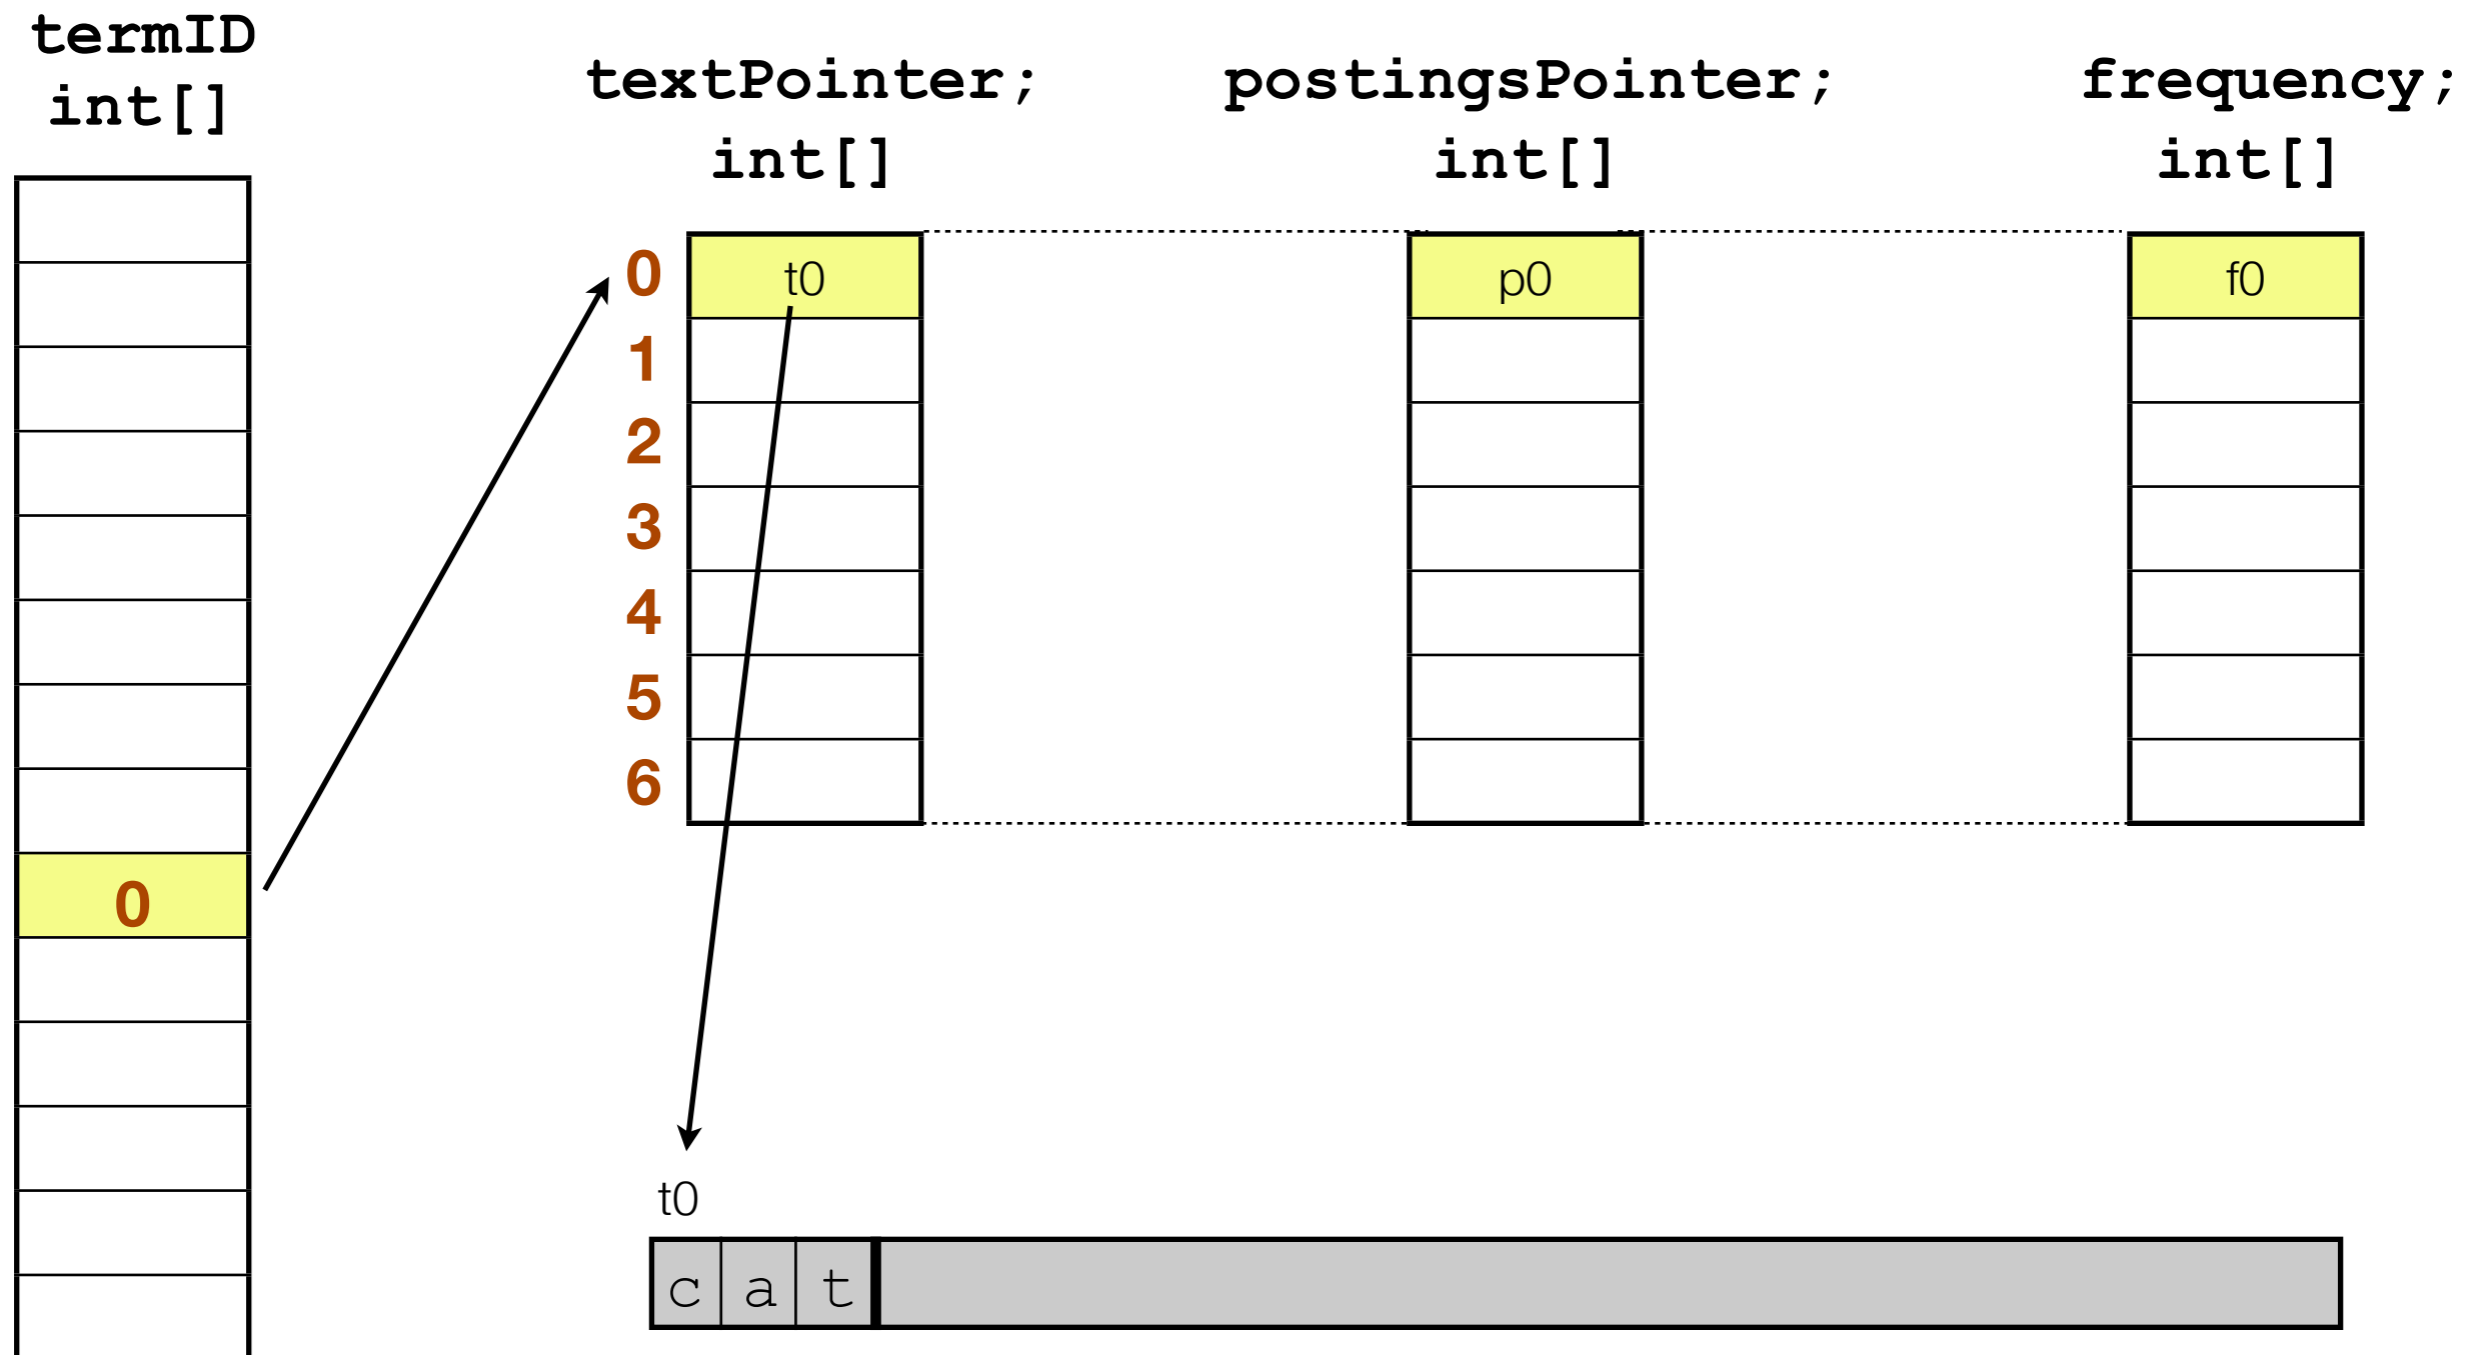 termID
int[]
textPointer;
int[]
postingsPointer;
int[]
frequency;
int[]
0 t0 p0 f0
1
2
3
4
5
6
0
t0
c a t